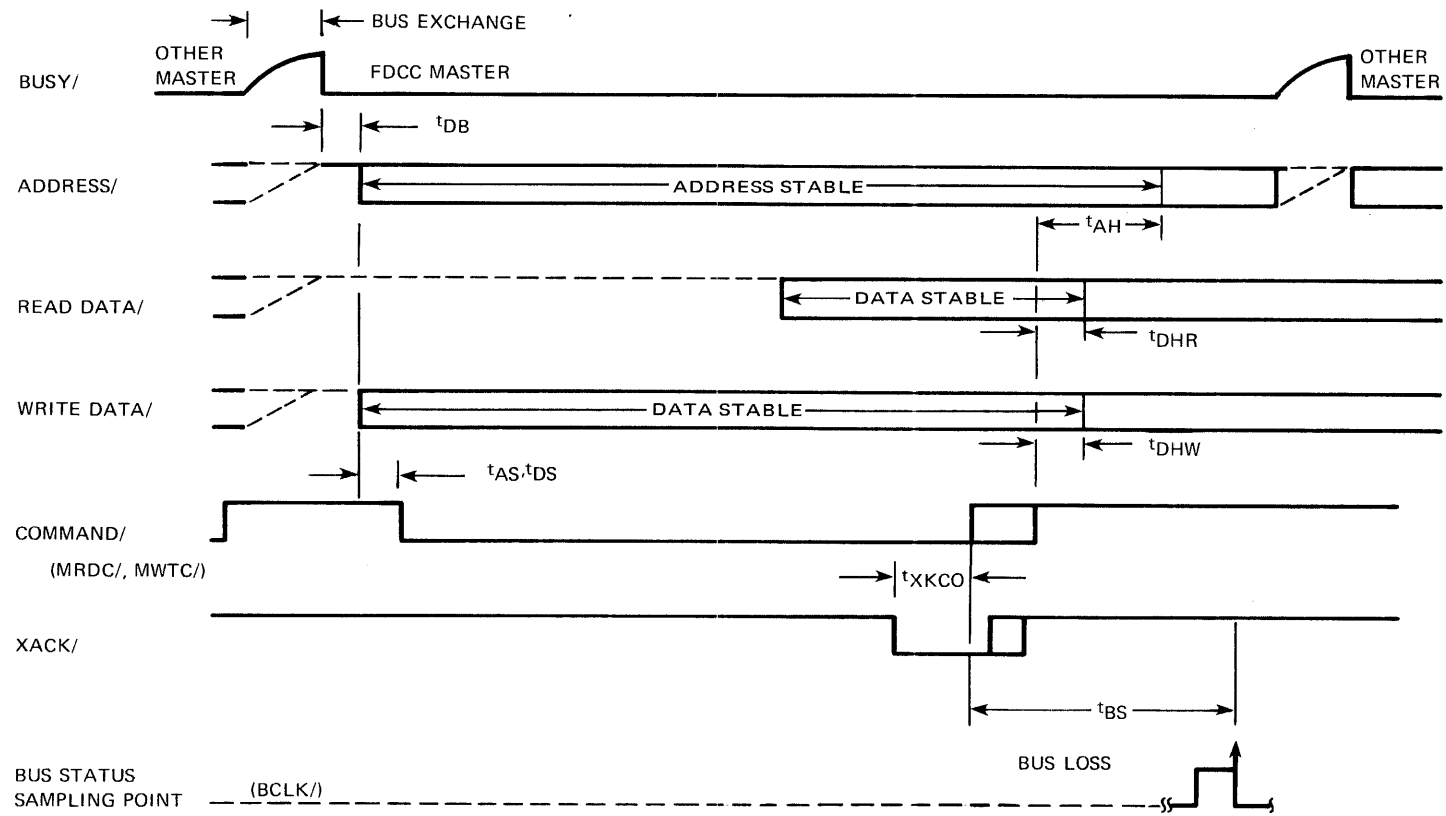 BUS EXCHANGE
OTHER
MASTER
BUSY/
FDCC MASTER
OTHER
MASTER
tDB
ADDRESS/
ADDRESS STABLE
tAH
READ DATA/
DATA STABLE
tDHR
WRITE DATA/
DATA STABLE
tDHW
tAS,tDS
COMMAND/
(MRDC/, MWTC/)
tXKCO
XACK/
tBS
BUS LOSS
BUS STATUS
SAMPLING POINT
(BCLK/)